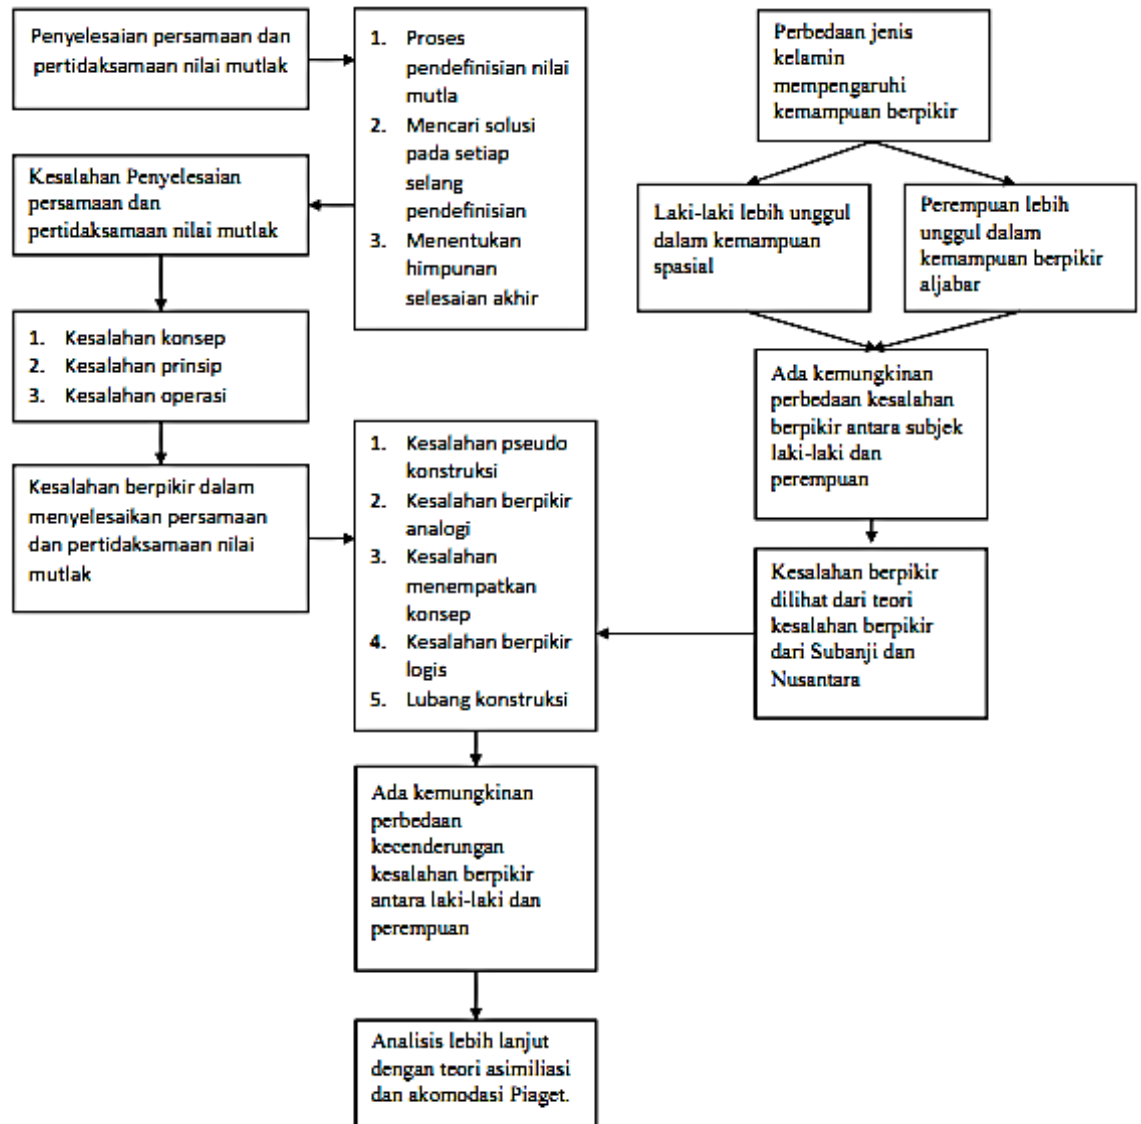 Penyelesaian persamaan dan
pertidaksamaan nilai mutlak
1. Proses
pendefinisian nilai
mutla
2. Mencari solusi
pada setiap
selang
pendefinisian
3. Menentukan
himpunan
selesaian akhir
Kesalahan Penyelesaian
persamaan dan
pertidaksamaan nilai mutlak
1. Kesalahan konsep
2. Kesalahan prinsip
3. Kesalahan operasi
Kesalahan berpikir dalam
menyelesaikan persamaan
dan pertidaksamaan nilai
mutlak
Perbedaan jenis
kelamin
mempengaruhi
kemampuan berpikir
Laki-laki lebih unggul
dalam kemampuan
spasial
Perempuan lebih
unggul dalam
kemampuan berpikir
aljabar
Ada kemungkinan
perbedaan kesalahan
berpikir antara subjek
laki-laki dan
perempuan
Kesalahan berpikir
dilihat dari teori
kesalahan berpikir
dari Subanji dan
Nusantara
1. Kesalahan pseudo
konstruksi
2. Kesalahan berpikir
analogi
3. Kesalahan
menempatkan
konsep
4. Kesalahan berpikir
logis
5. Lubang konstruksi
Ada kemungkinan
perbedaan
kecenderungan
kesalahan berpikir
antara laki-laki dan
perempuan
Analisis lebih lanjut
dengan teori asimiliasi
dan akomodasi Piaget.